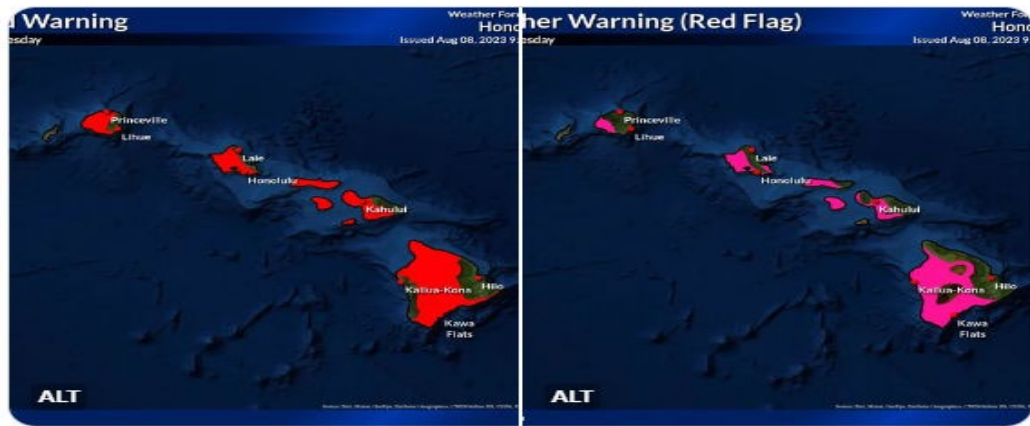 d Warning
Weather For
Hono
esday
Issued Aug 08, 2023 9
Princeville
Lihue
Laie
Honolulu
Kahului
Kailua-Kona
Hilo
Kawa
Flats
ALT
her Warning (Red Flag)
Weather For
Hono
esday
Issued Aug 08, 2023 9
Princeville
Lihue
Laie
Honolulu
Kahului
Kailua-Kona
Hilo
Kawa
Flats
ALT